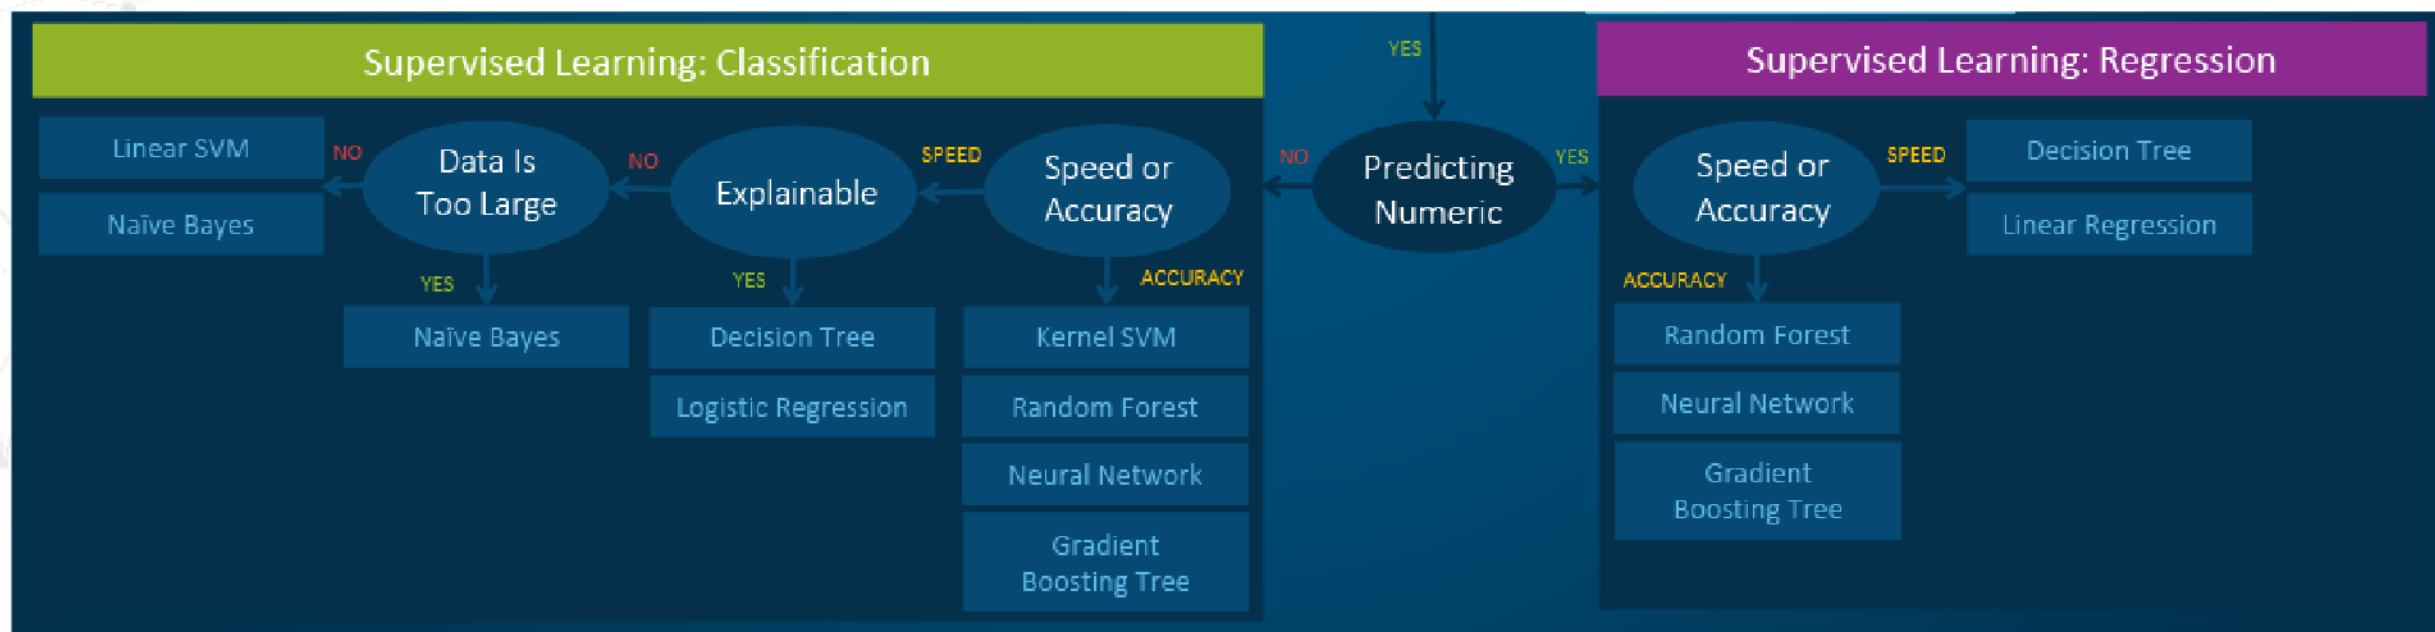 Supervised Learning: Classification
YES
Supervised Learning: Regression
Linear SVM
Naīve Bayes
NO
Data Is
Too Large
NO
Explainable
SPEED
Speed or
Accuracy
NO
Predicting
Numeric
YES
Speed or
Accuracy
SPEED
Decision Tree
Linear Regression
YES
YES
ACCURACY
ACCURACY
Naïve Bayes
Decision Tree
Logistic Regression
Kernel SVM
Random Forest
Neural Network
Gradient
Boosting Tree
Random Forest
Neural Network
Gradient
Boosting Tree